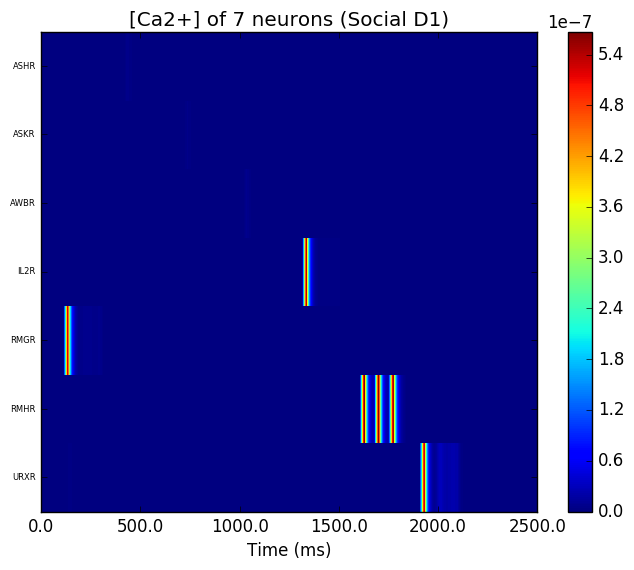 [Ca2+] of 7 neurons (Social D1)
1e−7
ASHR
ASKR
AWBR
IL2R
RMGR
RMHR
URXR
0.0 500.0 1000.0 1500.0 2000.0 2500.0
Time (ms)
5.4
4.8
4.2
3.6
3.0
2.4
1.8
1.2
0.6
0.0